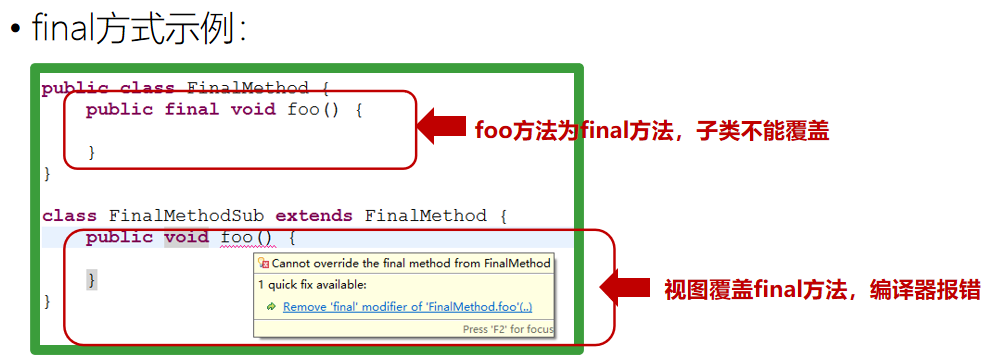 • final方式示例：
public class FinalMethod {
public final void foo() {
}
}
foo方法为final方法，子类不能覆盖
class FinalMethodSub extends FinalMethod {
public void foo() {
}
}
Cannot override the final method from FinalMethod
1 quick fix available:
Remove 'final' modifier of 'FinalMethod.foo'(..)
Press 'F2' for focus
视图覆盖final方法，编译器报错